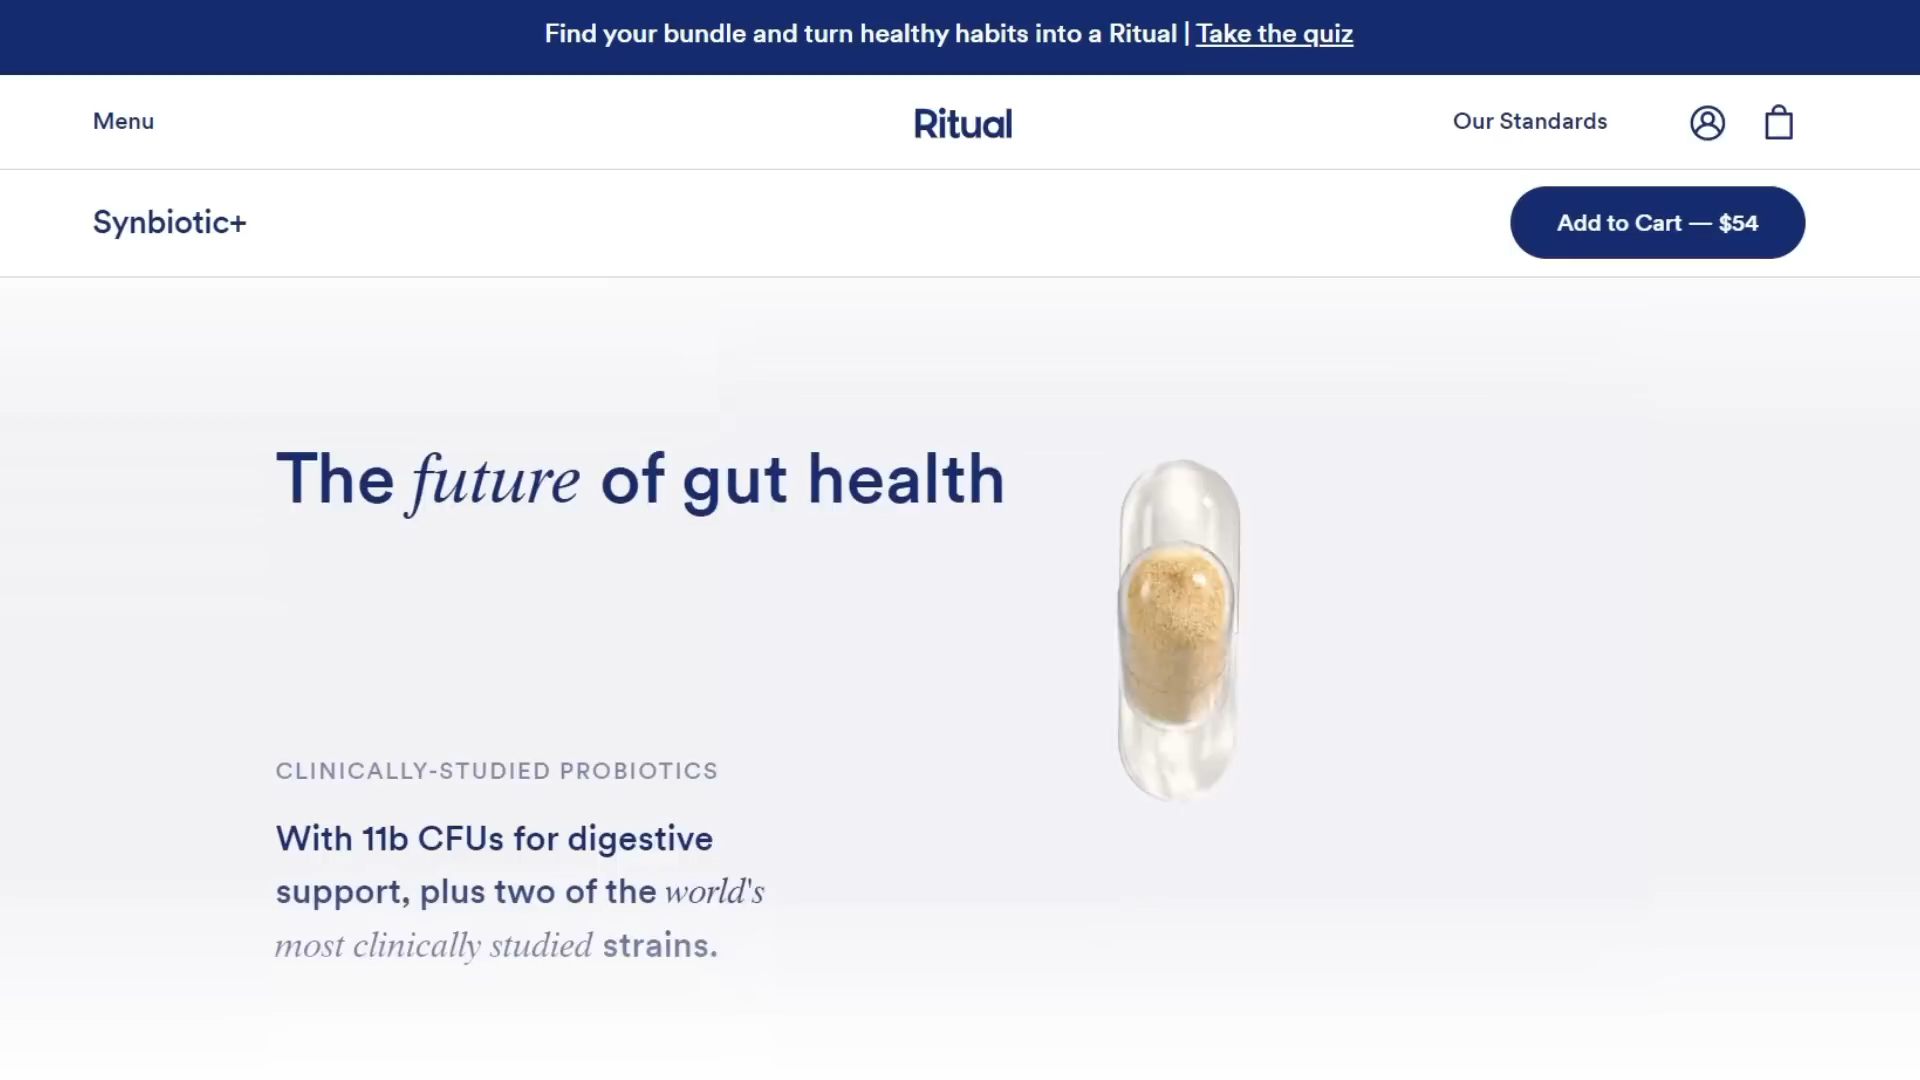 Find your bundle and turn healthy habits into a Ritual | Take the quiz
Menu
Ritual
Our Standards
Synbiotic+
Add to Cart — $54
The future of gut health
CLINICALLY-STUDIED PROBIOTICS
With 11b CFUs for digestive
support, plus two of the world's
most clinically studied strains.